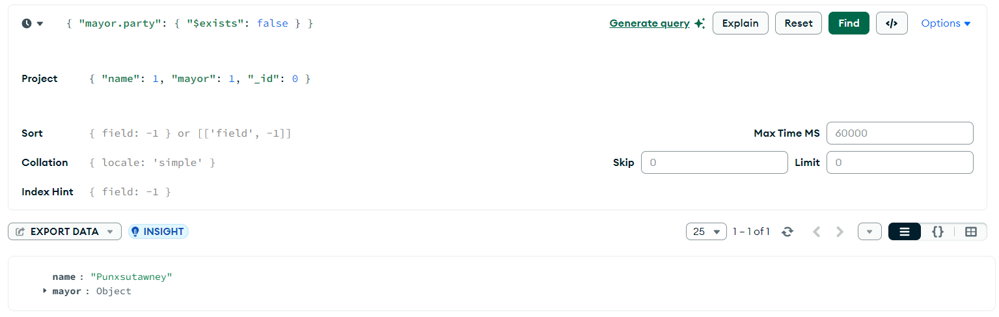 { "mayor.party": { "$exists": false } } Generate query Explain Reset Find </> Options
Project { "name": 1, "mayor": 1, "_id": 0 }
Sort { field: -1 } or [['field', -1]] Max Time MS 60000
Collation { locale: 'simple' } Skip 0 Limit 0
Index Hint { field: -1 }
EXPORT DATA INSIGHT 25 1 – 1 of 1 {}
name : "Punxsutawney"
mayor : Object